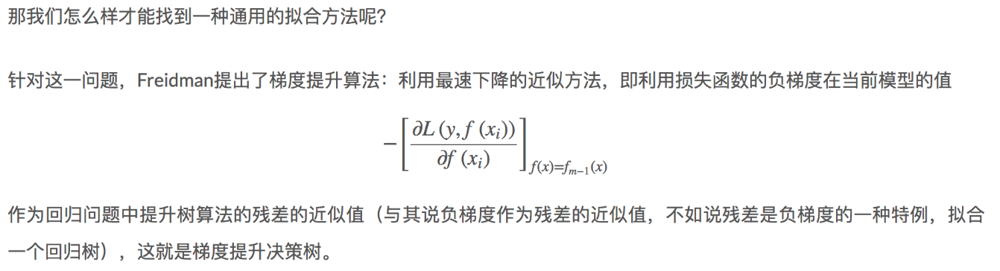 那我们怎么样才能找到一种通用的拟合方法呢？
针对这一问题，Freidman提出了梯度提升算法：利用最速下降的近似方法，即利用损失函数的负梯度在当前模型的值
$$-\left[\frac{\partial L\left(y,f\left(x_i\right)\right)}{\partial f\left(x_i\right)}\right]_{f(x)=f_{m-1}(x)}$$
作为回归问题中提升树算法的残差的近似值（与其说负梯度作为残差的近似值，不如说残差是负梯度的一种特例，拟合
一个回归树），这就是梯度提升决策树。